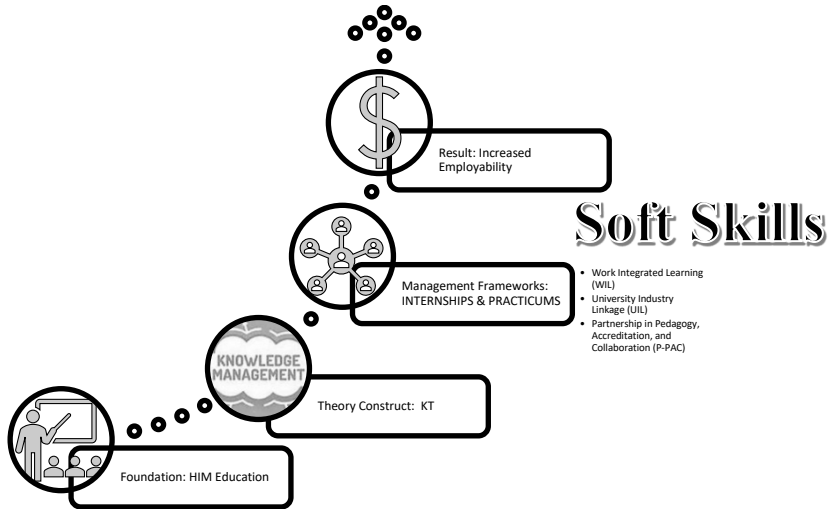 Result: Increased
Employability
Soft Skills
Management Frameworks:
INTERNSHIPS & PRACTICUMS
• Work Integrated Learning
(WIL)
• University Industry
Linkage (UIL)
• Partnership in Pedagogy,
Accreditation, and
Collaboration (P-PAC)
KNOWLEDGE
MANAGEMENT
Theory Construct: KT
Foundation: HIM Education